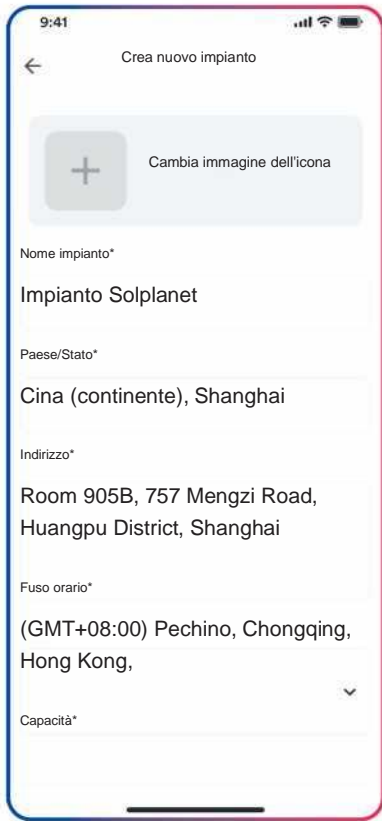 9:41
Crea nuovo impianto
Cambia immagine dell'icona
Nome impianto*
Impianto Solplanet
Paese/Stato*
Cina (continente), Shanghai
Indirizzo*
Room 905B, 757 Mengzi Road,
Huangpu District, Shanghai
Fuso orario*
(GMT+08:00) Pechino, Chongqing,
Hong Kong,
Capacità*